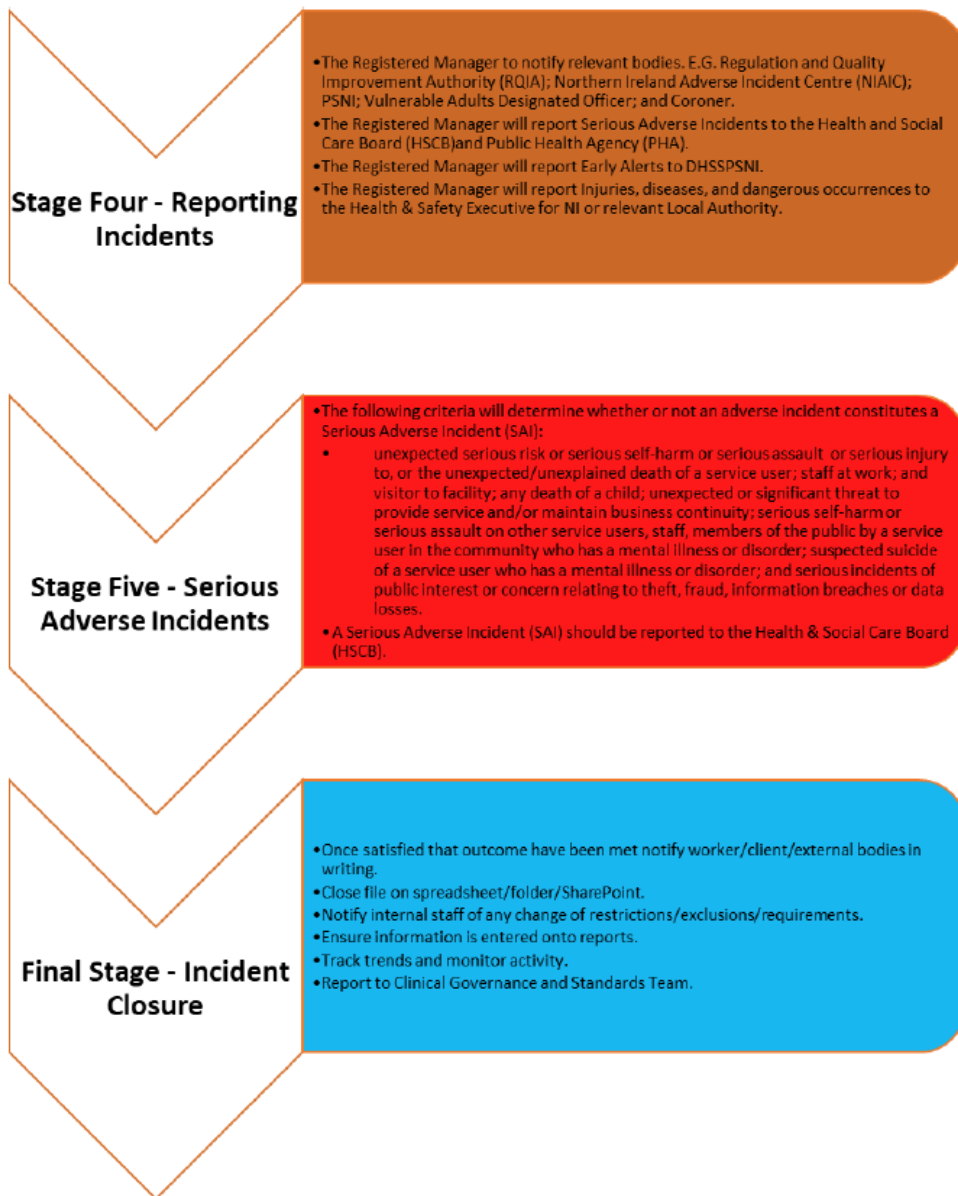 Stage Four - Reporting
Incidents
•The Registered Manager to notify relevant bodies. E.G. Regulation and Quality
Improvement Authority (RQIA); Northern Ireland Adverse Incident Centre (NIAIC);
PSNI; Vulnerable Adults Designated Officer; and Coroner.
•The Registered Manager will report Serious Adverse Incidents to the Health and Social
Care Board (HSCB)and Public Health Agency (PHA).
•The Registered Manager will report Early Alerts to DHSSPSNI.
•The Registered Manager will report Injuries, diseases, and dangerous occurrences to
the Health & Safety Executive for NI or relevant Local Authority.
Stage Five - Serious
Adverse Incidents
•The following criteria will determine whether or not an adverse incident constitutes a
Serious Adverse Incident (SAI):
• unexpected serious risk or serious self-harm or serious assault or serious injury
to, or the unexpected/unexplained death of a service user; staff at work; and
visitor to facility; any death of a child; unexpected or significant threat to
provide service and/or maintain business continuity; serious self-harm or
serious assault on other service users, staff, members of the public by a service
user in the community who has a mental illness or disorder; suspected suicide
of a service user who has a mental illness or disorder; and serious incidents of
public interest or concern relating to theft, fraud, information breaches or data
losses.
•A Serious Adverse Incident (SAI) should be reported to the Health & Social Care Board
(HSCB).
Final Stage - Incident
Closure
•Once satisfied that outcome have been met notify worker/client/external bodies in
writing.
•Close file on spreadsheet/folder/SharePoint.
•Notify internal staff of any change of restrictions/exclusions/requirements.
•Ensure information is entered onto reports.
•Track trends and monitor activity.
•Report to Clinical Governance and Standards Team.